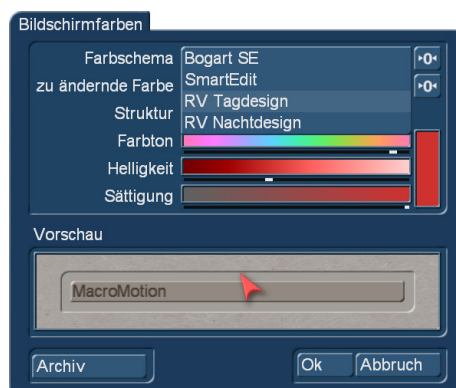 Bildschirmfarben
Farbschema Bogart SE
SmartEdit
zu ändernde Farbe
RV Tagdesign
Struktur
RV Nachtdesign
Farbton
Helligkeit
Sättigung
Vorschau
MacroMotion
Archiv Ok Abbruch